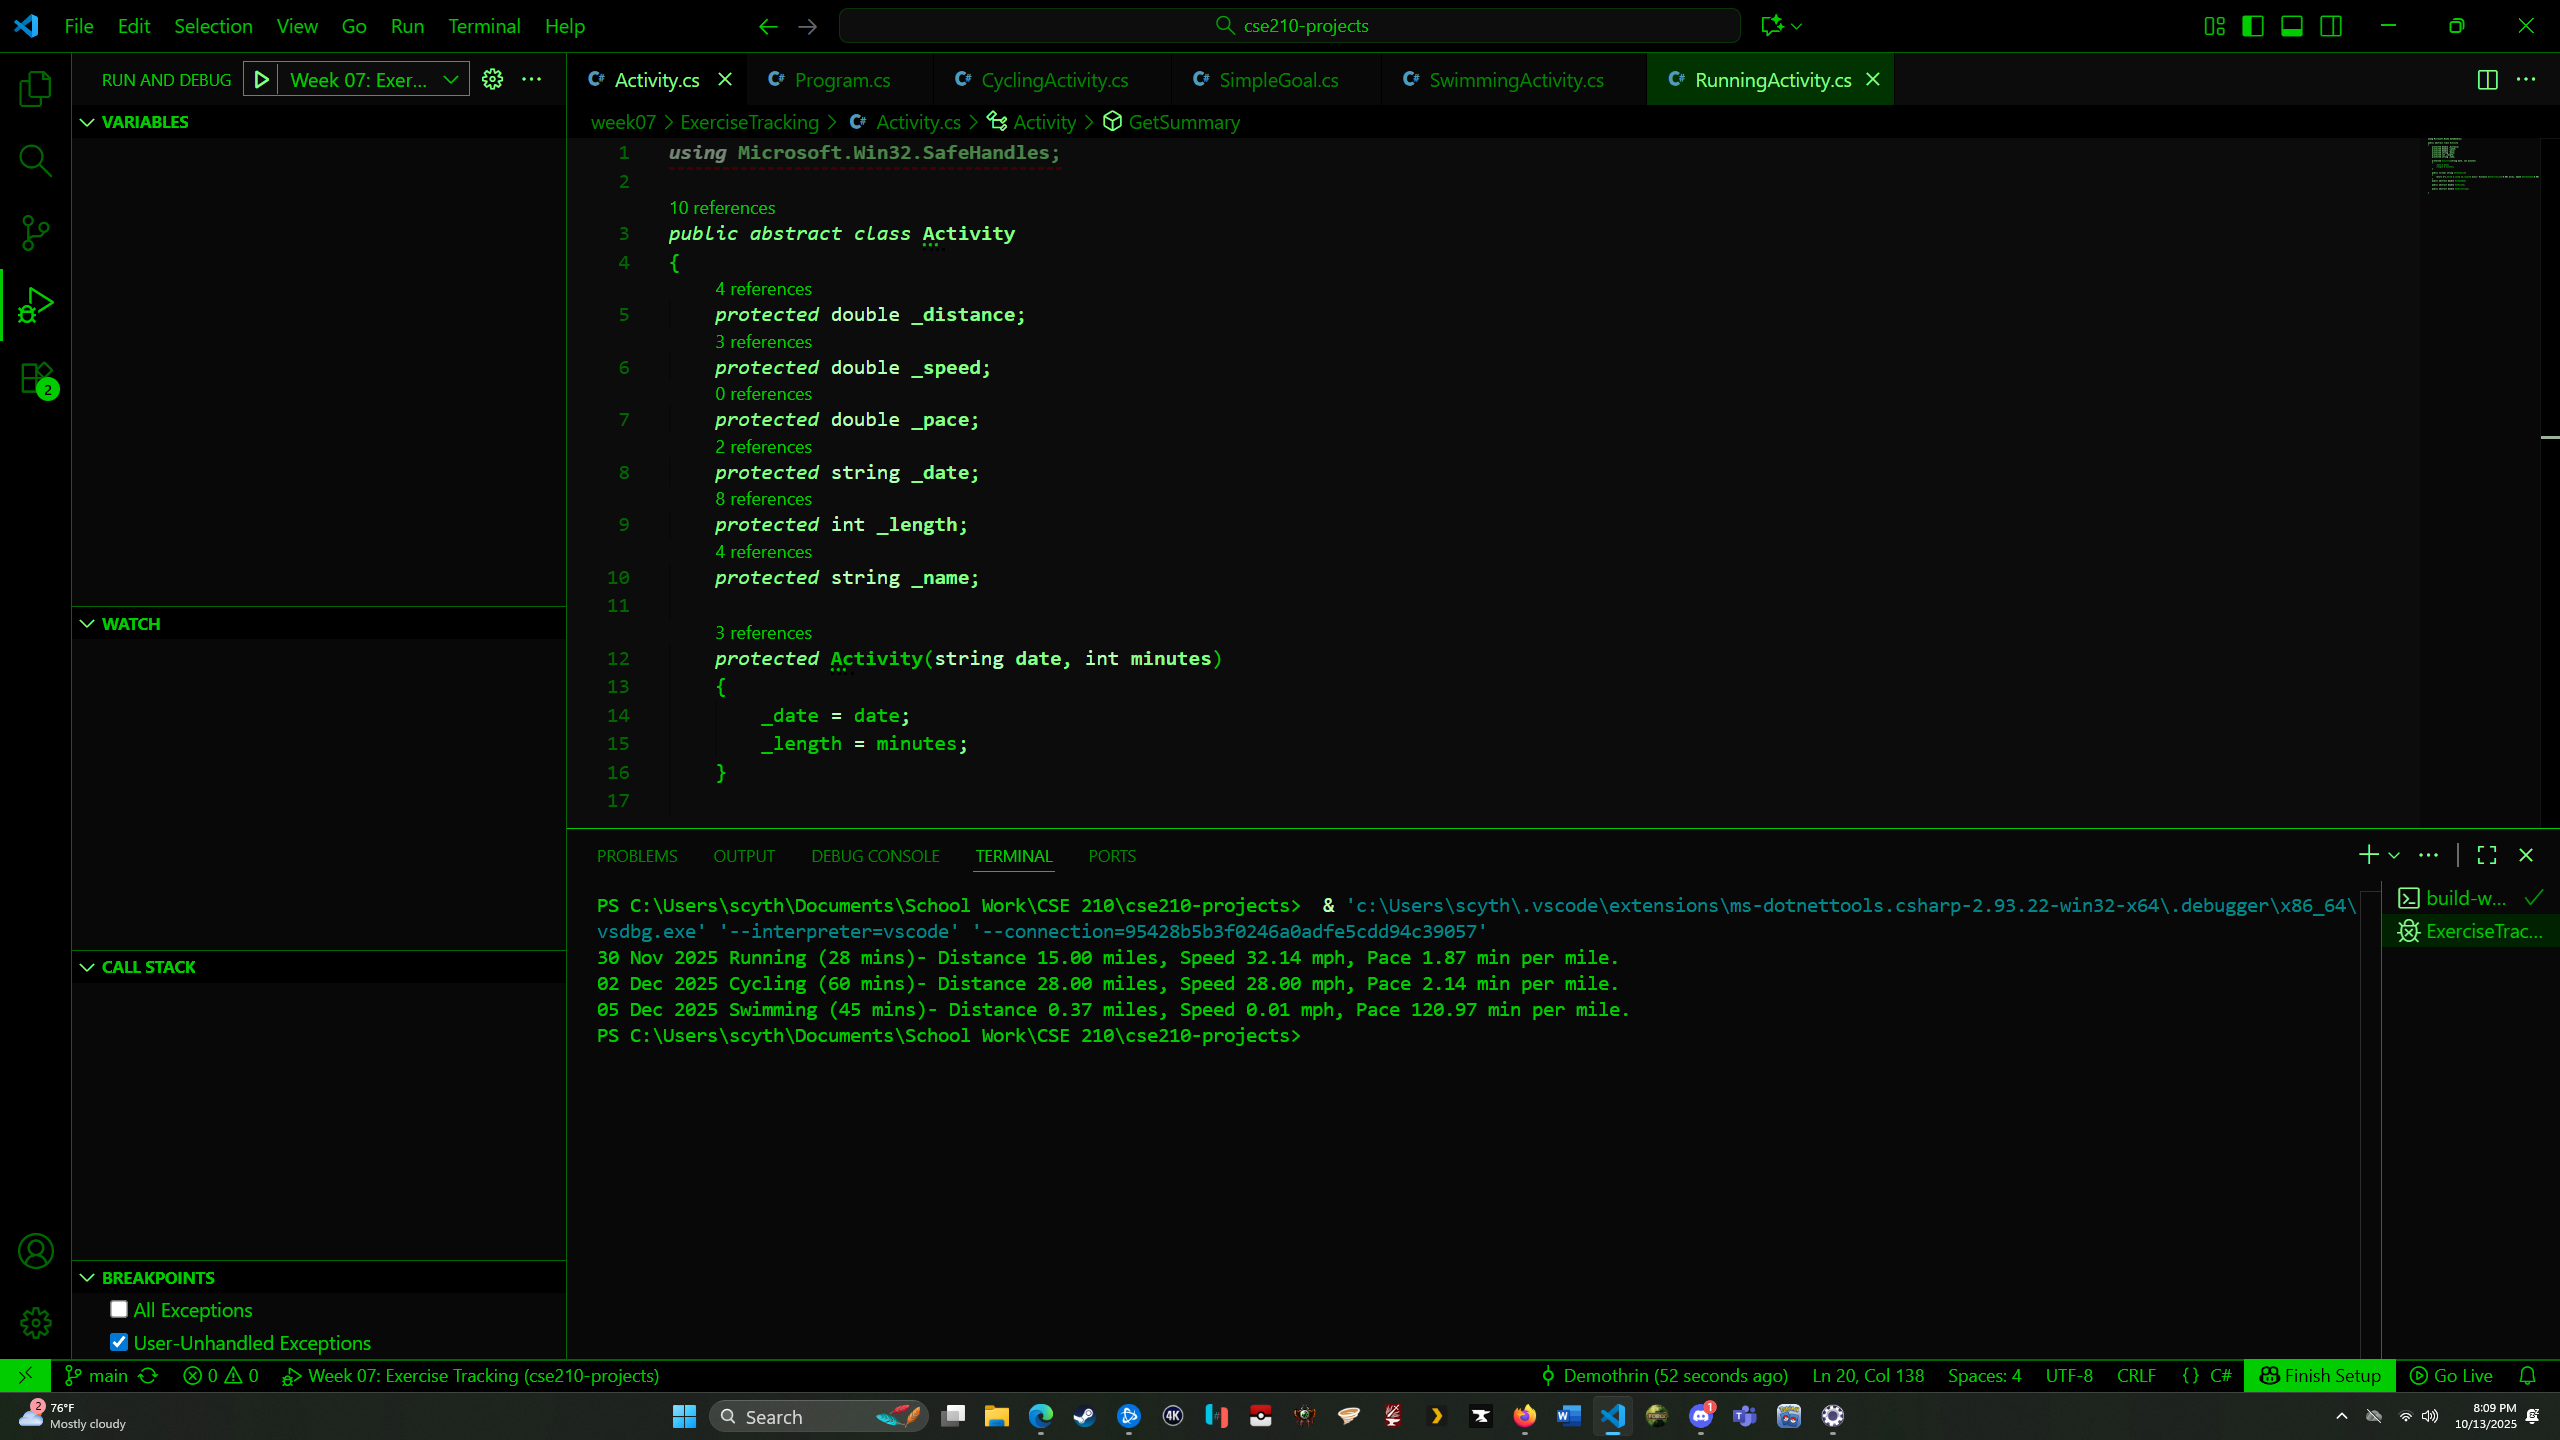 File Edit Selection View Go Run Terminal Help
cse210-projects
RUN AND DEBUG Week 07: Exer...
VARIABLES
WATCH
CALL STACK
BREAKPOINTS
All Exceptions
User-Unhandled Exceptions
2
Activity.cs Program.cs CyclingActivity.cs SimpleGoal.cs SwimmingActivity.cs RunningActivity.cs
week07 > ExerciseTracking > Activity.cs > Activity > GetSummary
1 using Microsoft.Win32.SafeHandles;
2
10 references
3 public abstract class Activity
4 {
4 references
5 protected double _distance;
3 references
6 protected double _speed;
0 references
7 protected double _pace;
2 references
8 protected string _date;
8 references
9 protected int _length;
4 references
10 protected string _name;
11
3 references
12 protected Activity(string date, int minutes)
13 {
14 _date = date;
15 _length = minutes;
16 }
17
PROBLEMS OUTPUT DEBUG CONSOLE TERMINAL PORTS
PS C:\Users\scyth\Documents\School Work\CSE 210\cse210-projects>  & 'c:\Users\scyth\.vscode\extensions\ms-dotnettools.csharp-2.93.22-win32-x64\.debugger\x86_64\
vsdbg.exe' '--interpreter=vscode' '--connection=95428b5b3f0246a0adfe5cdd94c39057'
30 Nov 2025 Running (28 mins)- Distance 15.00 miles, Speed 32.14 mph, Pace 1.87 min per mile.
02 Dec 2025 Cycling (60 mins)- Distance 28.00 miles, Speed 28.00 mph, Pace 2.14 min per mile.
05 Dec 2025 Swimming (45 mins)- Distance 0.37 miles, Speed 0.01 mph, Pace 120.97 min per mile.
PS C:\Users\scyth\Documents\School Work\CSE 210\cse210-projects>
build-w...
ExerciseTrac...
main 0 0 Week 07: Exercise Tracking (cse210-projects) Demothrin (52 seconds ago) Ln 20, Col 138 Spaces: 4 UTF-8 CRLF {} C# Finish Setup Go Live
2 76°F
Mostly cloudy
Search
4K
1
8:09 PM
10/13/2025